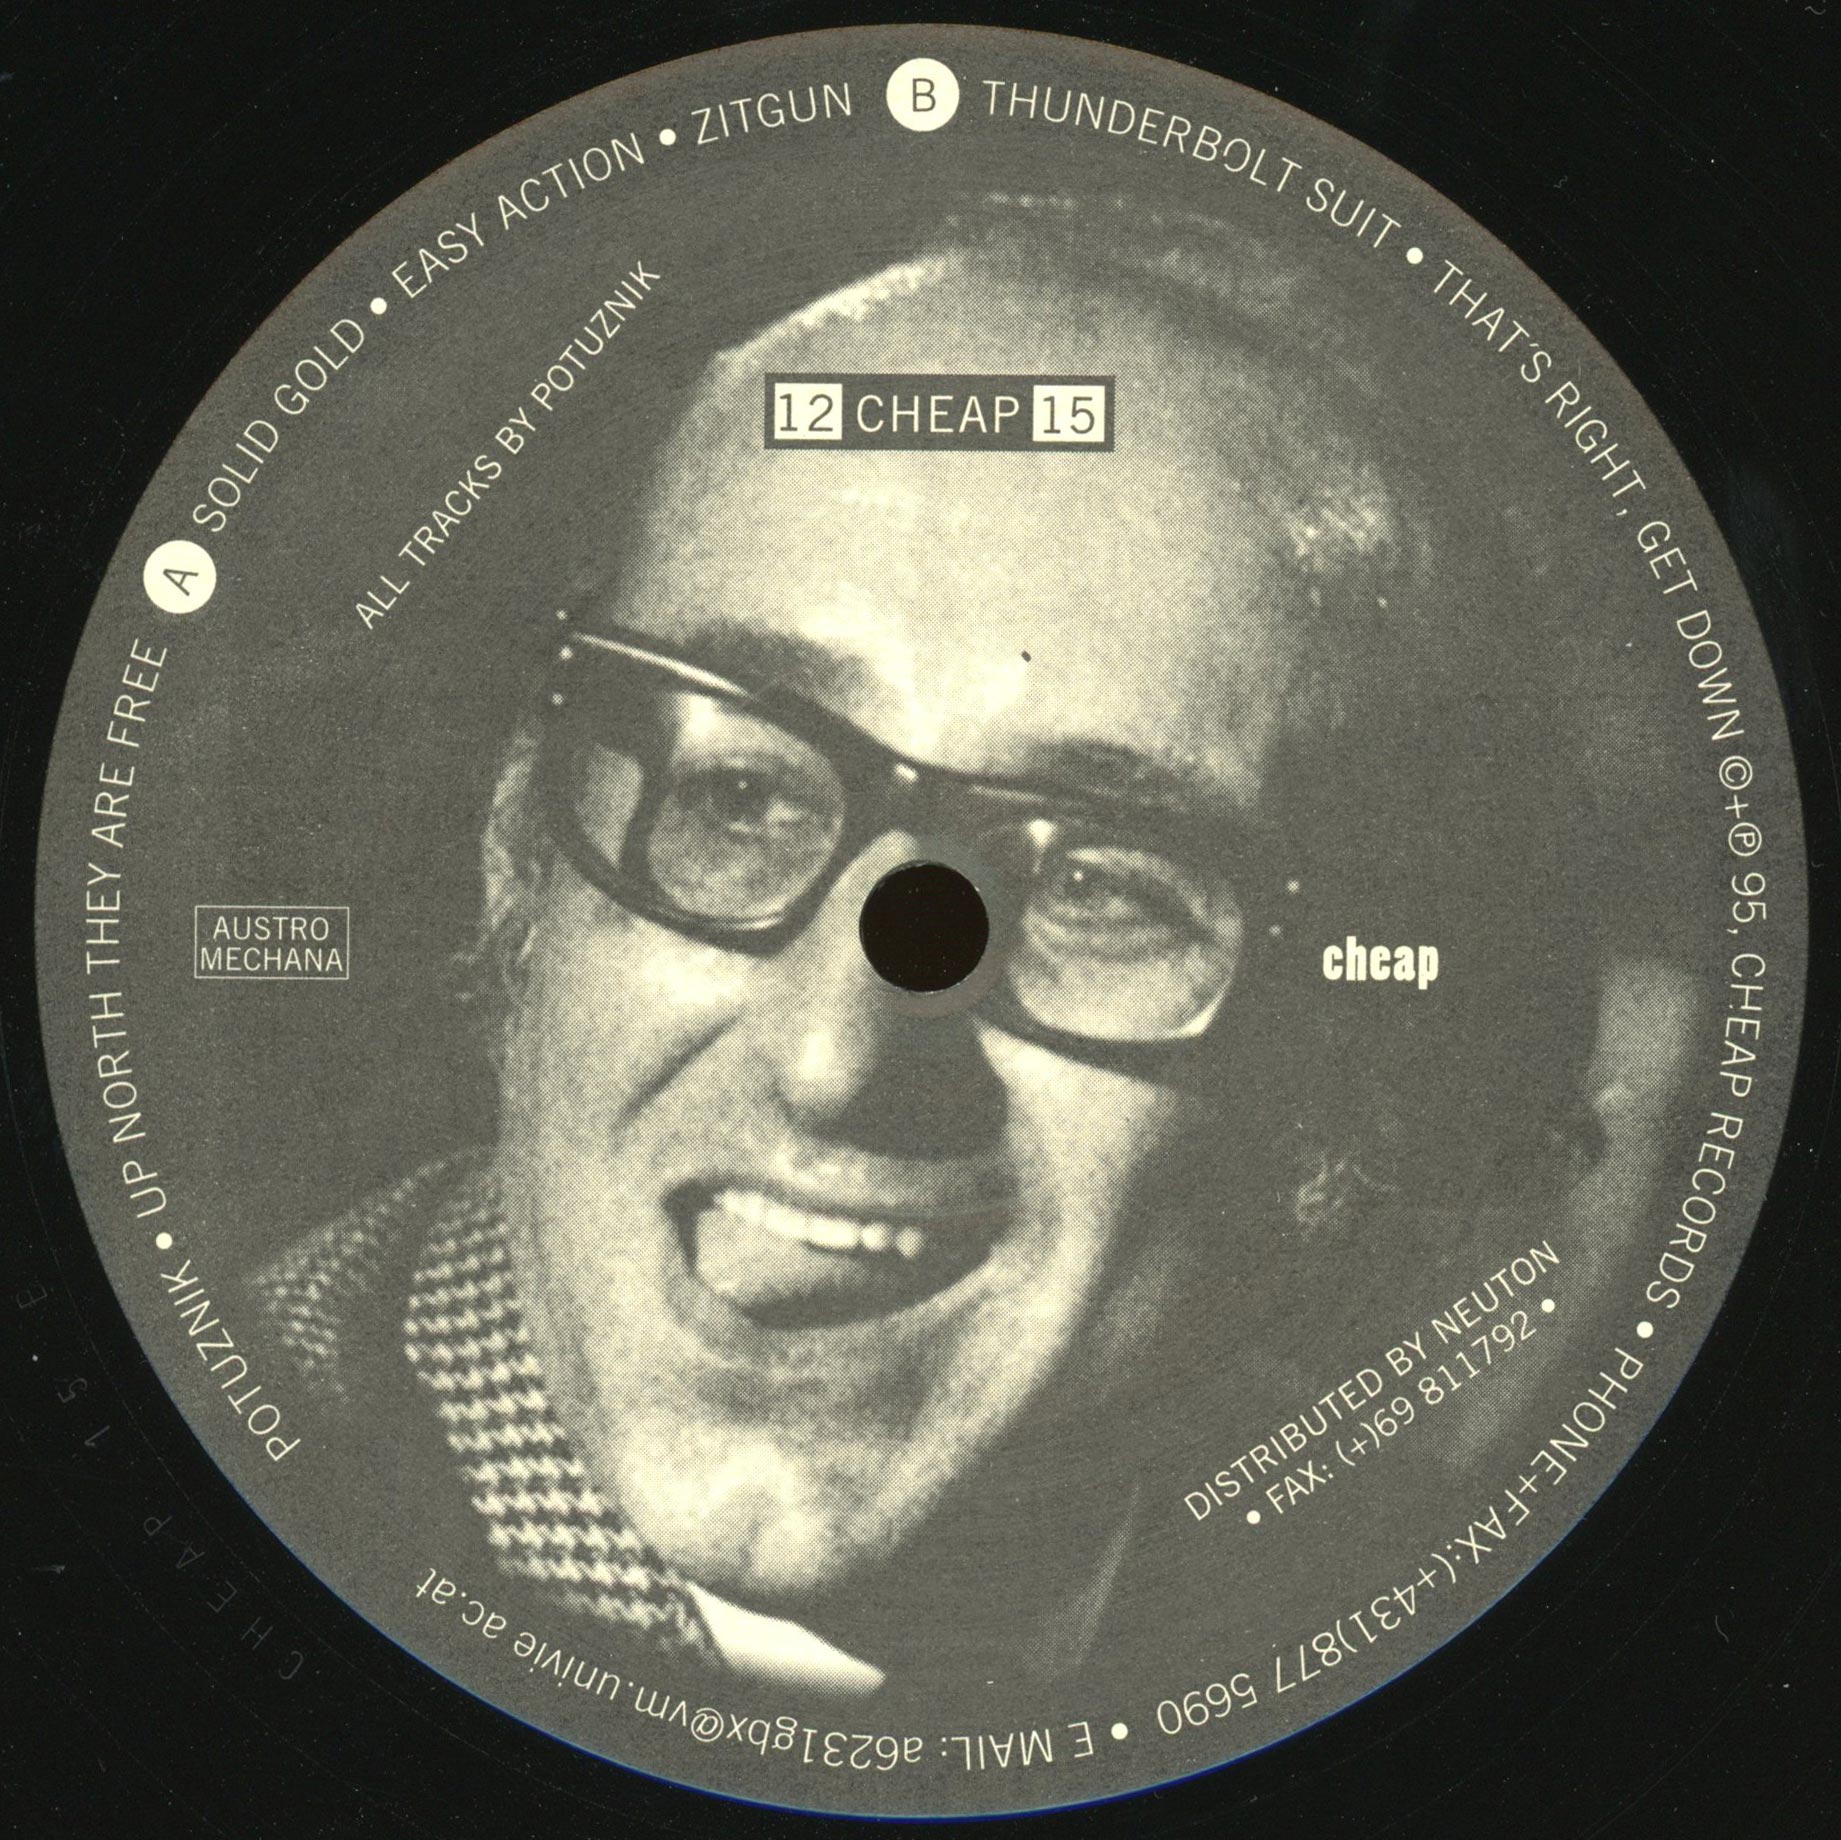 POTUZNIK • UP NORTH THEY ARE FREE A SOLID GOLD • EASY ACTION • ZITGUN B THUNDERBOLT SUIT • THAT'S RIGHT, GET DOWN ©+℗ 95, CHEAP RECORDS • PHONE+FAX:(+431)877 5690 • E MAIL: a6231gbx@vm.univie ac.at
ALL TRACKS BY POTUZNIK
12 CHEAP 15
AUSTRO
MECHANA
cheap
DISTRIBUTED BY NEUTON
• FAX: (+)69 811792 •
CHEAP 15 B